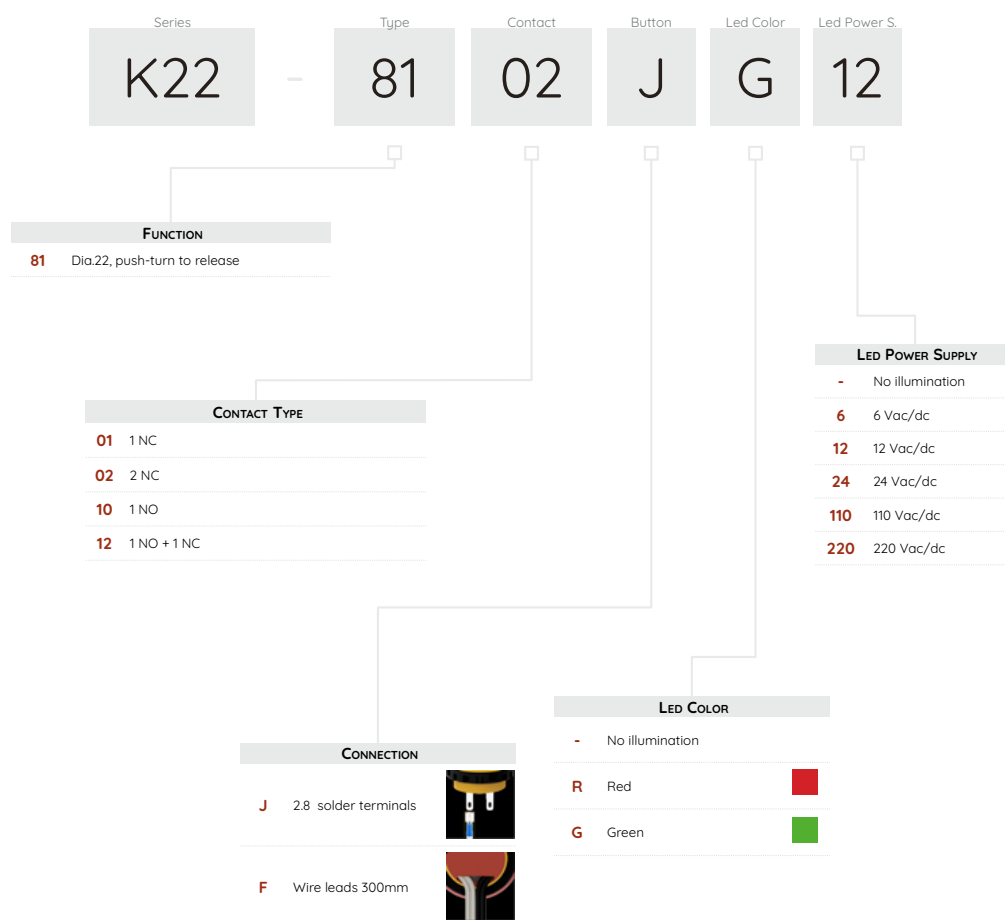 Series Type Contact Button Led Color Led Power S.
K22 - 81 02 J G 12
Function
81 Dia.22, push-turn to release
Contact Type
01 1 NC
02 2 NC
10 1 NO
12 1 NO + 1 NC
Led Power Supply
- No illumination
6 6 Vac/dc
12 12 Vac/dc
24 24 Vac/dc
110 110 Vac/dc
220 220 Vac/dc
Connection
J 2.8 solder terminals
F Wire leads 300mm
Led Color
- No illumination
R Red
G Green